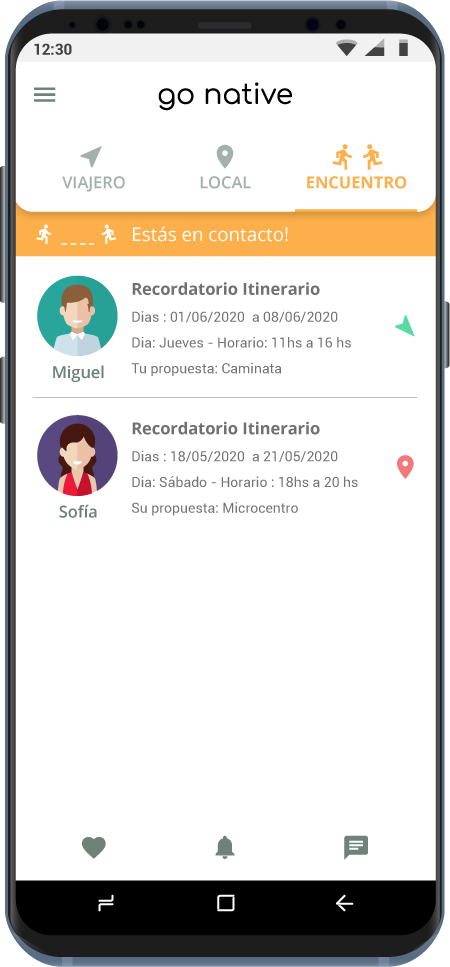 12:30
go native
VIAJERO LOCAL ENCUENTRO
Estás en contacto!
Recordatorio Itinerario
Dias : 01/06/2020 a 08/06/2020
Dia: Jueves - Horario: 11hs a 16 hs
Tu propuesta: Caminata
Miguel
Recordatorio Itinerario
Dias : 18/05/2020 a 21/05/2020
Dia: Sábado - Horario : 18hs a 20 hs
Su propuesta: Microcentro
Sofía